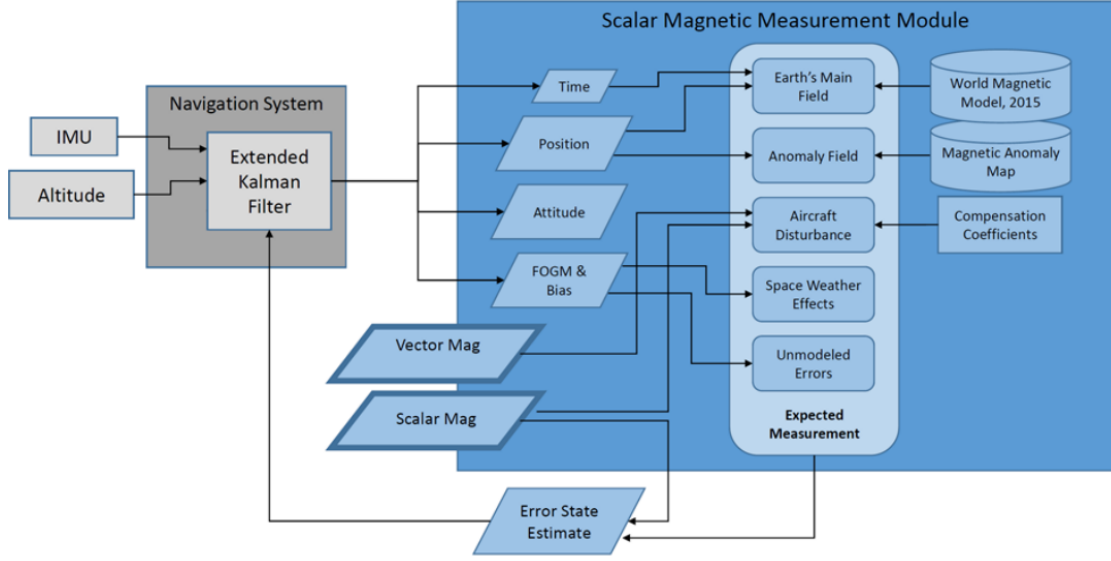 Scalar Magnetic Measurement Module
Navigation System
IMU
Altitude
Extended
Kalman
Filter
Time
Position
Attitude
FOGM &
Bias
Vector Mag
Scalar Mag
Earth's Main
Field
Anomaly Field
Aircraft
Disturbance
Space Weather
Effects
Unmodeled
Errors
Expected
Measurement
World Magnetic
Model, 2015
Magnetic Anomaly
Map
Compensation
Coefficients
Error State
Estimate